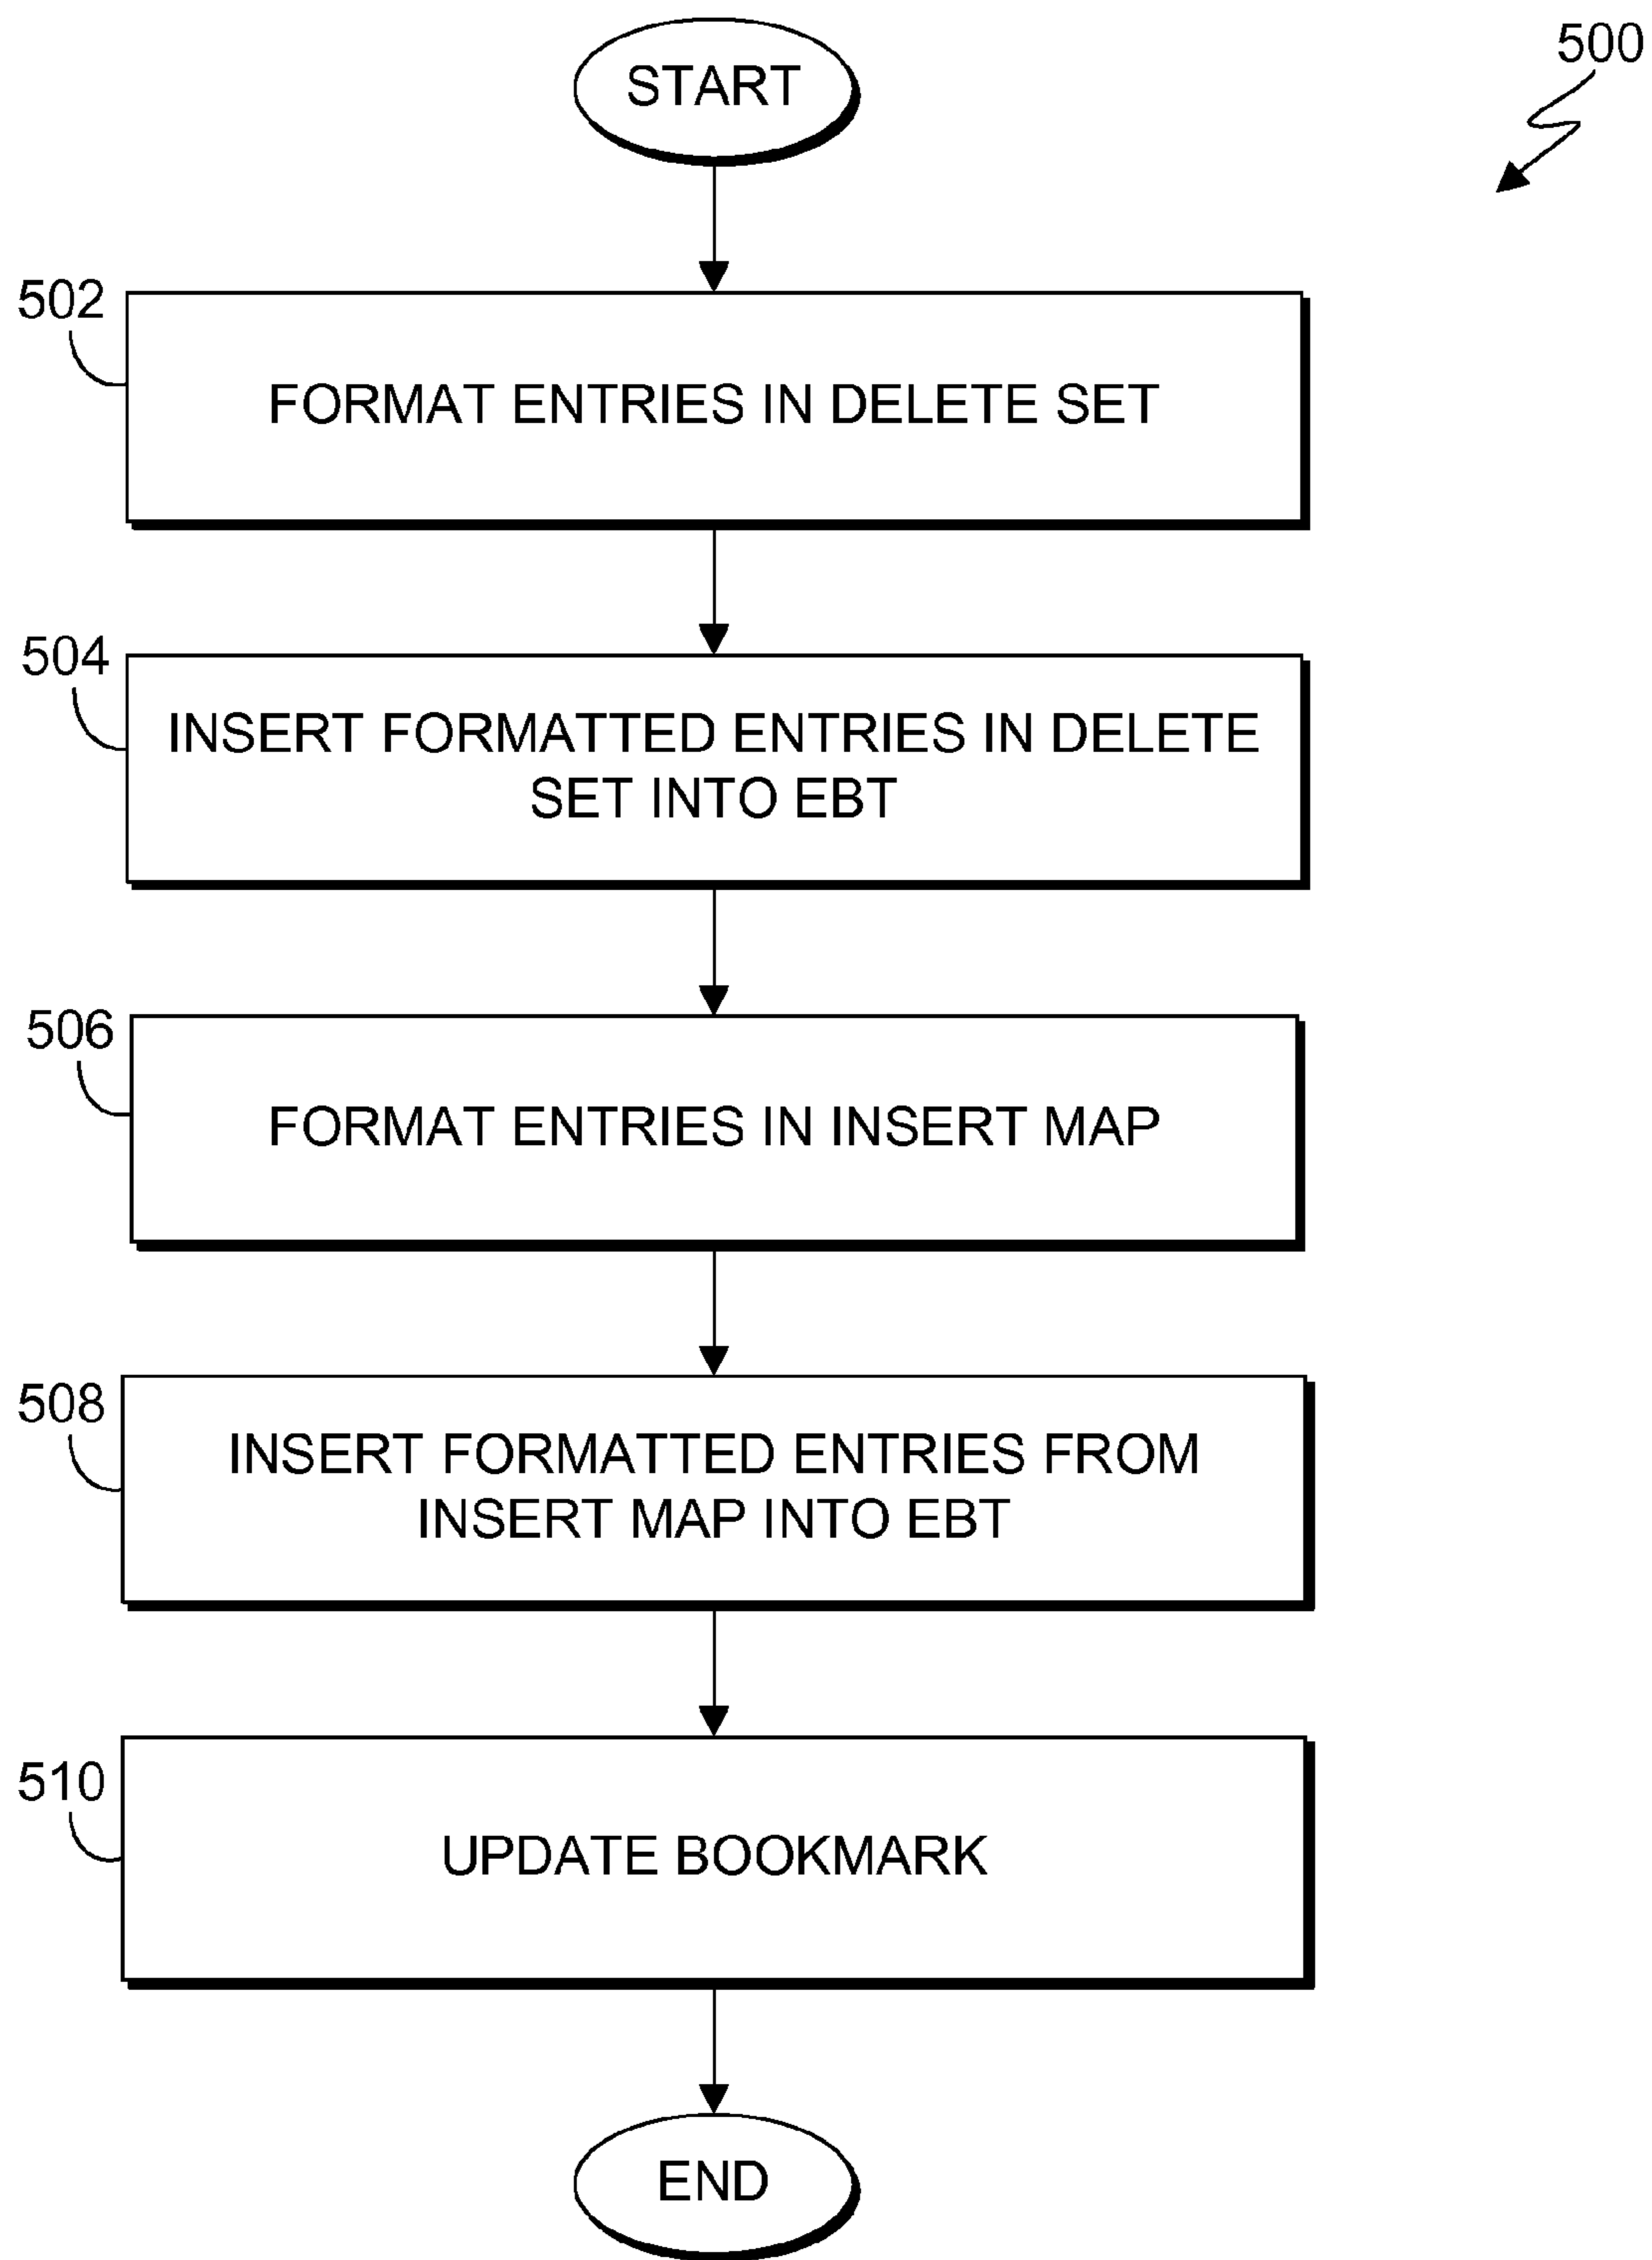 START
500
502
FORMAT ENTRIES IN DELETE SET
504
INSERT FORMATTED ENTRIES IN DELETE
SET INTO EBT
506
FORMAT ENTRIES IN INSERT MAP
508
INSERT FORMATTED ENTRIES FROM
INSERT MAP INTO EBT
510
UPDATE BOOKMARK
END